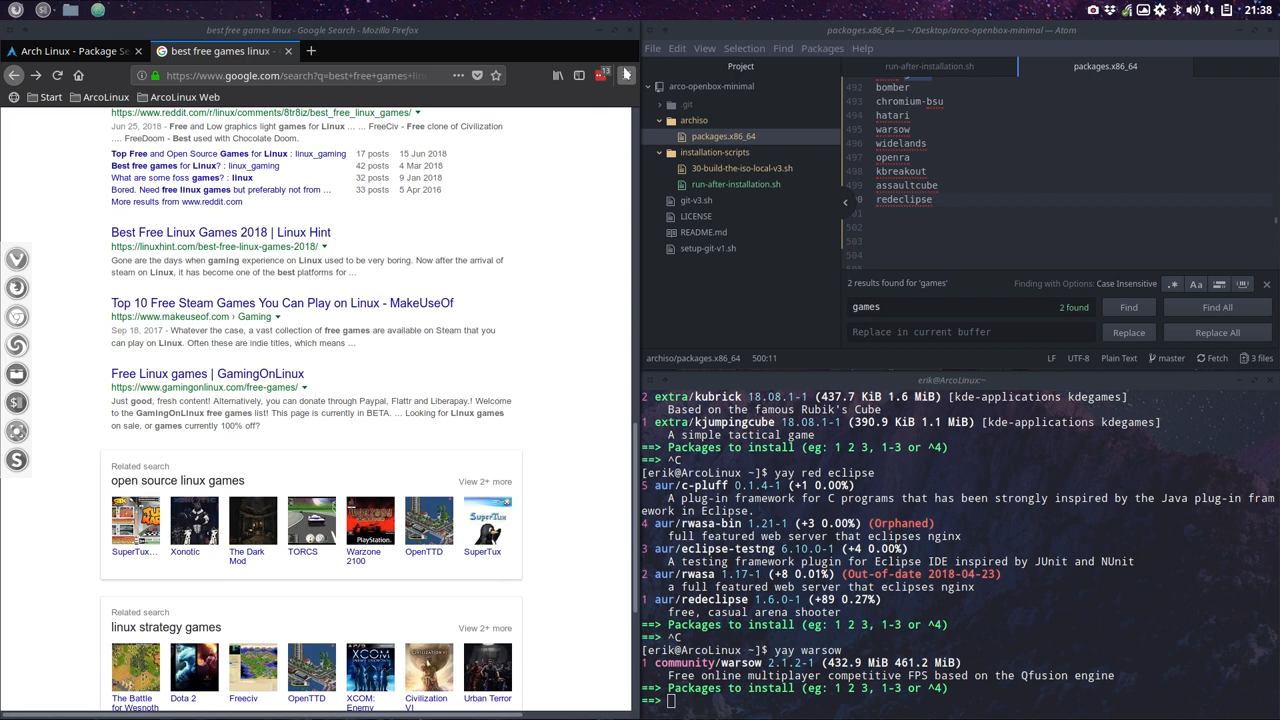 21:38
best free games linux - Google Search - Mozilla Firefox
Arch Linux - Package Se
best free games linux -
https://www.google.com/search?q=best+free+games+lin
13
Start
ArcoLinux
ArcoLinux Web
https://www.reddit.com/r/linux/comments/8tr8iz/best_free_linux_games/
Jun 25, 2018 - Free and Low graphics light games for Linux ... ... FreeCiv - Free clone of Civilization
.... FreeDoom - Best used with Chocolate Doom.
Top Free and Open Source Games for Linux : linux_gaming 17 posts 15 Jun 2018
Best free games for Linux? : linux_gaming 42 posts 4 Mar 2018
What are some foss games? : linux 32 posts 9 Jan 2018
Bored. Need free linux games but preferably not from ... 33 posts 5 Apr 2016
More results from www.reddit.com
Best Free Linux Games 2018 | Linux Hint
https://linuxhint.com/best-free-linux-games-2018/
Gone are the days when gaming experience on Linux used to be very boring. Now after the arrival of
steam on Linux, it has become one of the best platforms for ...
Top 10 Free Steam Games You Can Play on Linux - MakeUseOf
https://www.makeuseof.com › Gaming
Sep 18, 2017 - Whatever the case, a vast collection of free games are available on Steam that you
can play on Linux. Often these are indie titles, which means ...
Free Linux games | GamingOnLinux
https://www.gamingonlinux.com/free-games/
Just good, fresh content! Alternatively, you can donate through Paypal, Flattr and Liberapay.! Welcome
to the GamingOnLinux free games list! This page is currently in BETA. ... Looking for Linux games
on sale, or games currently 100% off?
Related search
open source linux games
View 2+ more
SuperTux...
Xonotic
The Dark
Mod
TORCS
Warzone
2100
OpenTTD
SuperTux
Related search
linux strategy games
View 2+ more
The Battle
for Wesnoth
Dota 2
Freeciv
OpenTTD
XCOM:
Enemy
Civilization
VI
Urban Terror
packages.x86_64 — ~/Desktop/arco-openbox-minimal — Atom
File Edit View Selection Find Packages Help
Project
run-after-installation.sh
packages.x86_64
arco-openbox-minimal
.git
archiso
packages.x86_64
installation-scripts
30-build-the-iso-local-v3.sh
run-after-installation.sh
git-v3.sh
LICENSE
README.md
setup-git-v1.sh
492 bomber
493 chromium-bsu
494 hatari
495 warsow
496 widelands
497 openra
498 kbreakout
499 assaultcube
00 redeclipse
501
502
503
504
2 results found for 'games'
Finding with Options: Case Insensitive
.* Aa
games
2 found
Find
Find All
Replace in current buffer
Replace
Replace All
archiso/packages.x86_64
500:11
LF UTF-8 Plain Text master Fetch 3 files
erik@ArcoLinux:~
2 extra/kubrick 18.08.1-1 (437.7 KiB 1.6 MiB) [kde-applications kdegames]
Based on the famous Rubik's Cube
1 extra/kjumpingcube 18.08.1-1 (390.9 KiB 1.1 MiB) [kde-applications kdegames]
A simple tactical game
==> Packages to install (eg: 1 2 3, 1-3 or ^4)
==> ^C
[erik@ArcoLinux ~]$ yay red eclipse
5 aur/c-pluff 0.1.4-1 (+1 0.00%)
A plug-in framework for C programs that has been strongly inspired by the Java plug-in fram
ework in Eclipse.
4 aur/rwasa-bin 1.21-1 (+3 0.00%) (Orphaned)
full featured web server that eclipses nginx
3 aur/eclipse-testng 6.10.0-1 (+4 0.00%)
A testing framework plugin for Eclipse IDE inspired by JUnit and NUnit
2 aur/rwasa 1.17-1 (+8 0.01%) (Out-of-date 2018-04-23)
a full featured web server that eclipses nginx
1 aur/redeclipse 1.6.0-1 (+89 0.27%)
free, casual arena shooter
==> Packages to install (eg: 1 2 3, 1-3 or ^4)
==> ^C
[erik@ArcoLinux ~]$ yay warsow
1 community/warsow 2.1.2-1 (432.9 MiB 461.2 MiB)
Free online multiplayer competitive FPS based on the Qfusion engine
==> Packages to install (eg: 1 2 3, 1-3 or ^4)
==>